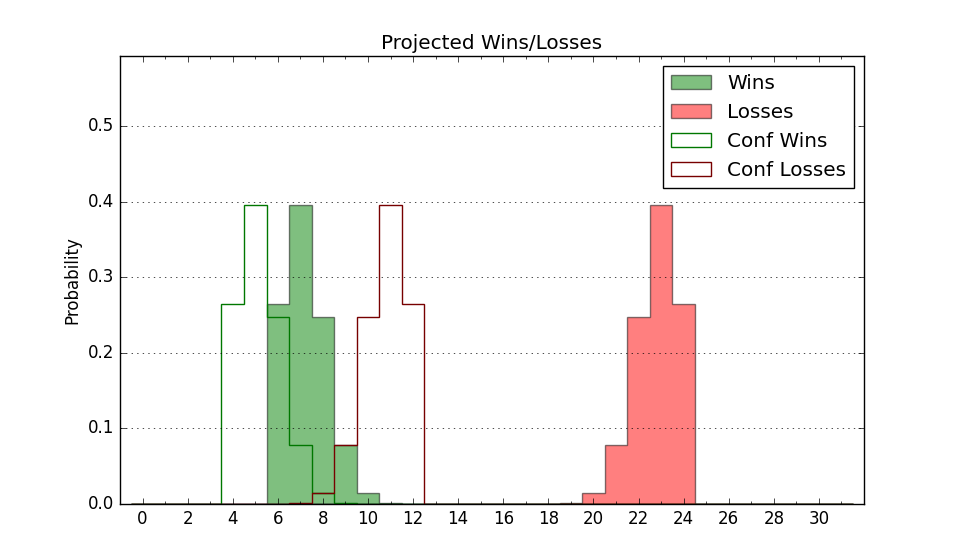 Projected Wins/Losses
Wins
Losses
Conf Wins
Conf Losses
Probability
0.5
0.4
0.3
0.2
0.1
0.0
0 2 4 6 8 10 12 14 16 18 20 22 24 26 28 30